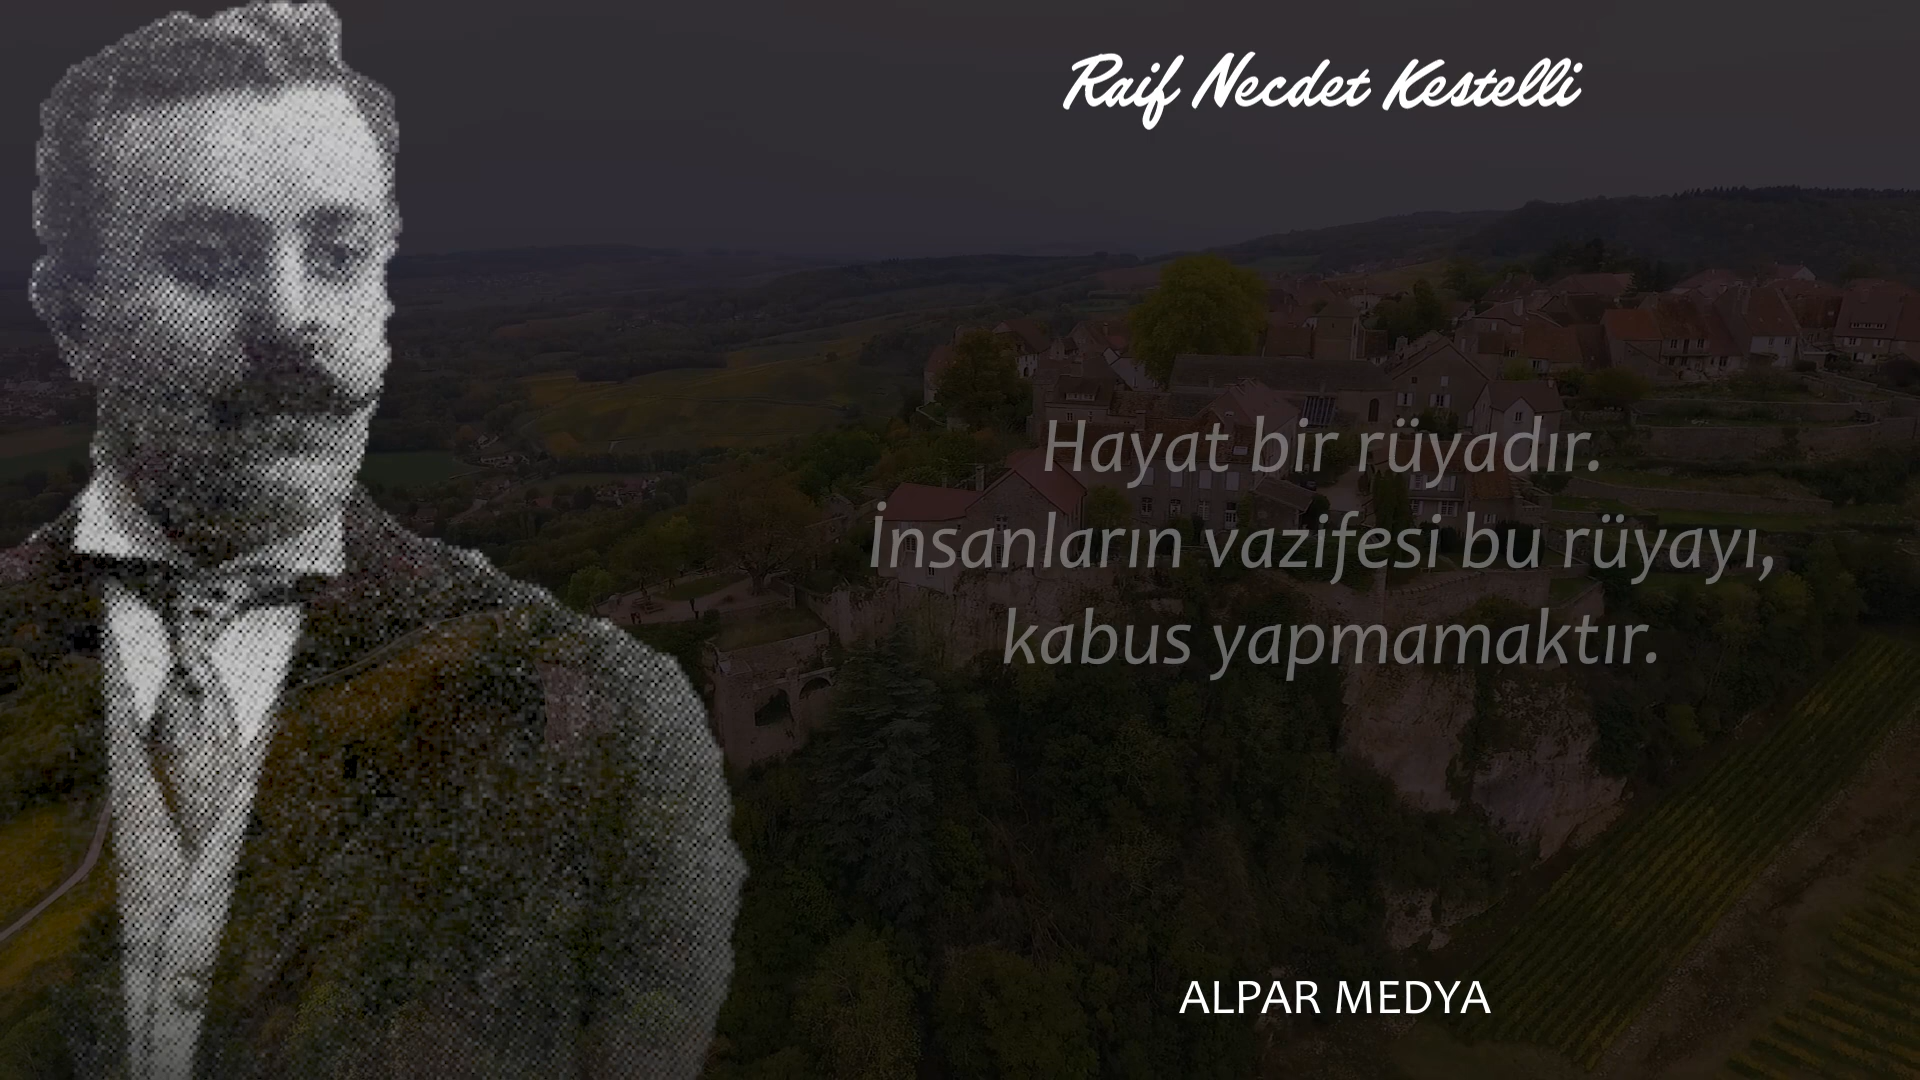 Raif Necdet Kestelli
Hayat bir rüyadır.
İnsanların vazifesi bu rüyayı,
kabus yapmamaktır.
ALPAR MEDYA